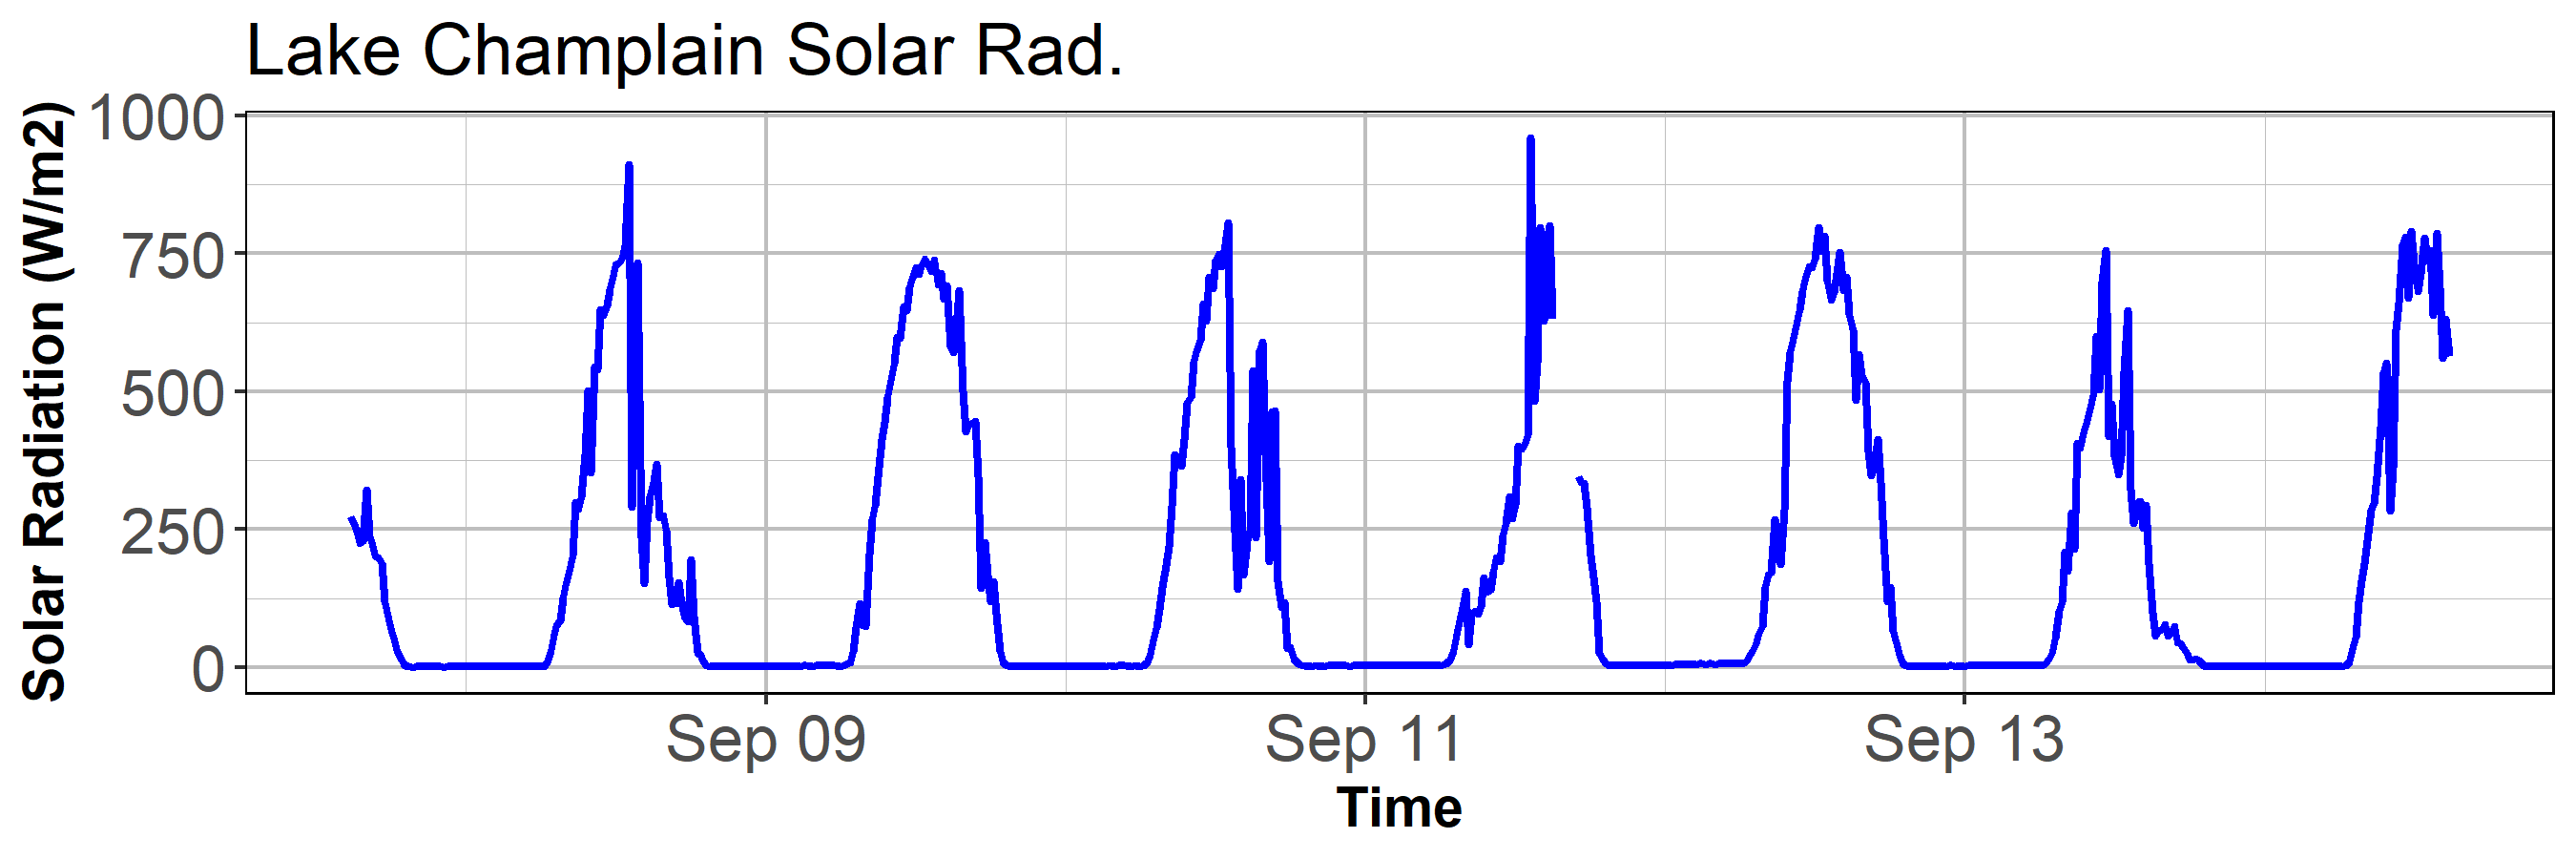 Lake Champlain Solar Rad.
Solar Radiation (W/m2)
1000
750
500
250
0
Sep 09 Sep 11 Sep 13
Time